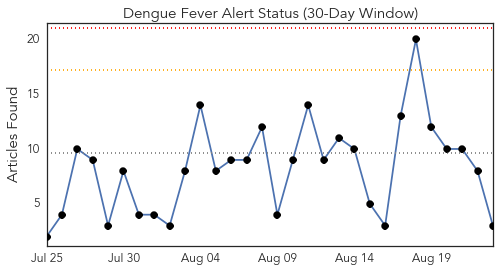 Dengue Fever Alert Status (30-Day Window)
Articles Found
20
15
10
5
Jul 25
Jul 30
Aug 04
Aug 09
Aug 14
Aug 19